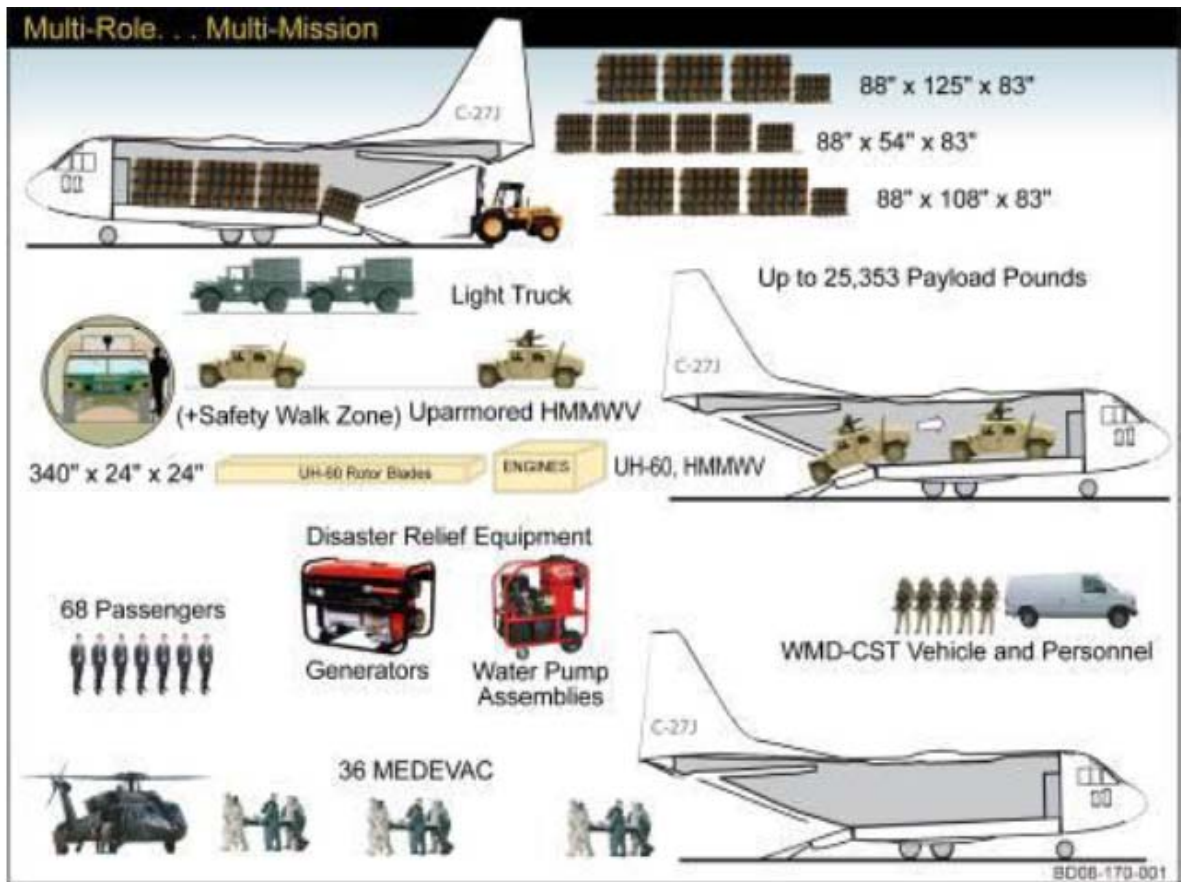 Multi-Role. . . Multi-Mission
C-27J
88" x 125" x 83"
88" x 54" x 83"
88" x 108" x 83"
Light Truck
Up to 25,353 Payload Pounds
C-27J
(+Safety Walk Zone) Uparmored HMMWV
340" x 24" x 24"
UH-60 Rotor Blades
ENGINES
UH-60, HMMWV
Disaster Relief Equipment
68 Passengers
Generators
Water Pump
Assemblies
WMD-CST Vehicle and Personnel
C-27J
36 MEDEVAC
BD08-170-001